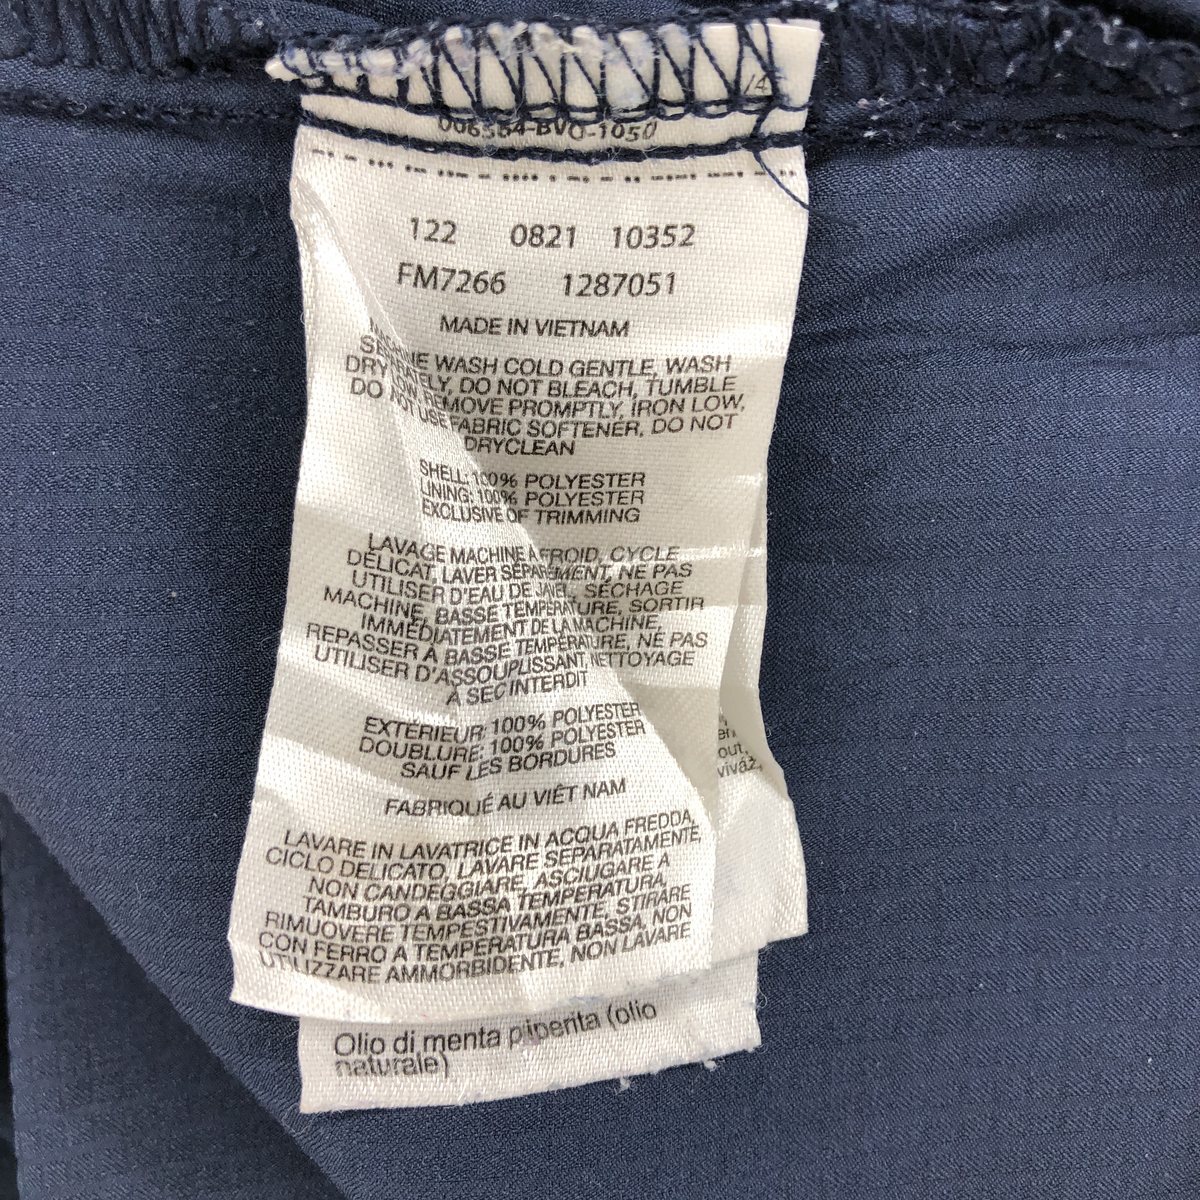 /4
006564-BVO-1050
122 0821 10352
FM7266 1287051
MADE IN VIETNAM
WASH COLD GENTLE, WASH
DO NOT BLEACH, TUMBLE
PROMPTLY, IRON LOW,
DO NOT USE FABRIC SOFTENER, DO NOT
DRYCLEAN
SHELL: 100% POLYESTER
LINING: 100% POLYESTER
EXCLUSIVE OF TRIMMING
LAVAGE MACHINE A FROID, CYCLE
DÉLICAT, LAVER SÉPARÉMENT, NE PAS
UTILISER D'EAU DE JAVEL, SÉCHAGE
MACHINE, BASSE TEMPÉRATURE, SORTIR
IMMÉDIATEMENT DE LA MACHINE,
REPASSER À BASSE TEMPÉRATURE, NE PAS
UTILISER D'ASSOUPLISSANT, NETTOYAGE
À SEC INTERDIT
EXTÉRIEUR: 100% POLYESTER
DOUBLURE: 100% POLYESTER
SAUF LES BORDURES
FABRIQUÉ AU VIÊT NAM
LAVARE IN LAVATRICE IN ACQUA FREDDA,
CICLO DELICATO, LAVARE SEPARATAMENTE,
NON CANDEGGIARE, ASCIUGARE A
TAMBURO A BASSA TEMPERATURA,
RIMUOVERE TEMPESTIVAMENTE, STIRARE
CON FERRO A TEMPERATURA BASSA, NON
UTILIZZARE AMMORBIDENTE, NON LAVARE
out,
viváž,
Olio di menta piperita (olio
naturale)